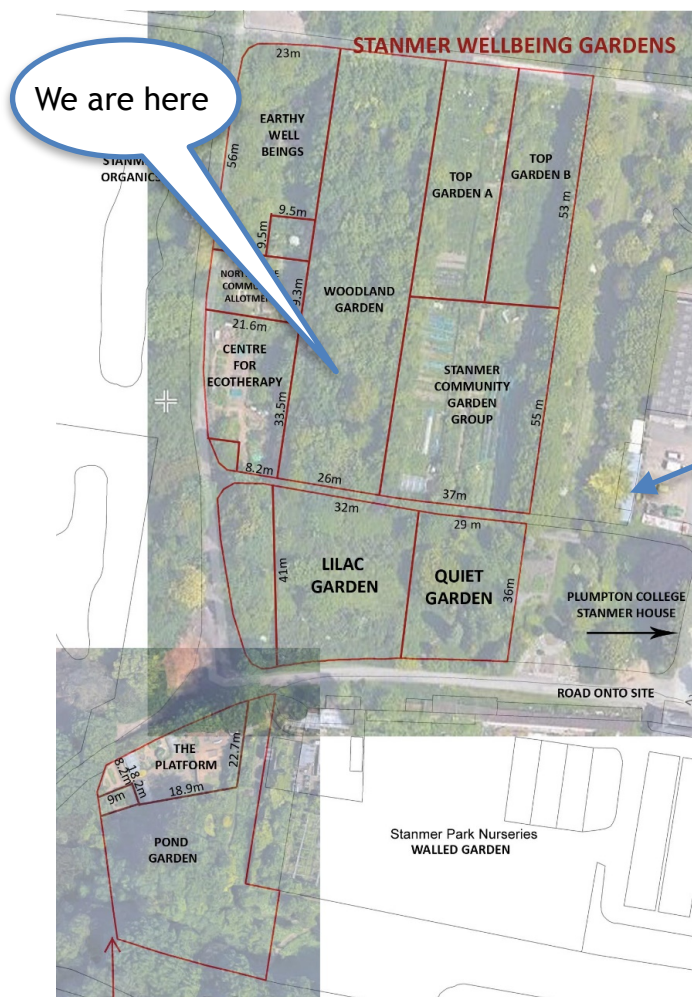 STANMER WELLBEING GARDENS
23m
We are here
EARTHY
WELL
BEINGS
56m
ORGANICS
9.5m
9.5m
TOP
GARDEN A
TOP
GARDEN B
53 m
9.3m
WOODLAND
GARDEN
21.6m
CENTRE
FOR
ECOTHERAPY
33.5m
8.2m
26m
STANMER
COMMUNITY
GARDEN
GROUP
55 m
37m
32m
29 m
41m
LILAC
GARDEN
QUIET
GARDEN
36m
PLUMPTON COLLEGE
STANMER HOUSE
ROAD ONTO SITE
THE
PLATFORM
22.7m
8.2m
18.2m
9m
18.9m
POND
GARDEN
Stanmer Park Nurseries
WALLED GARDEN